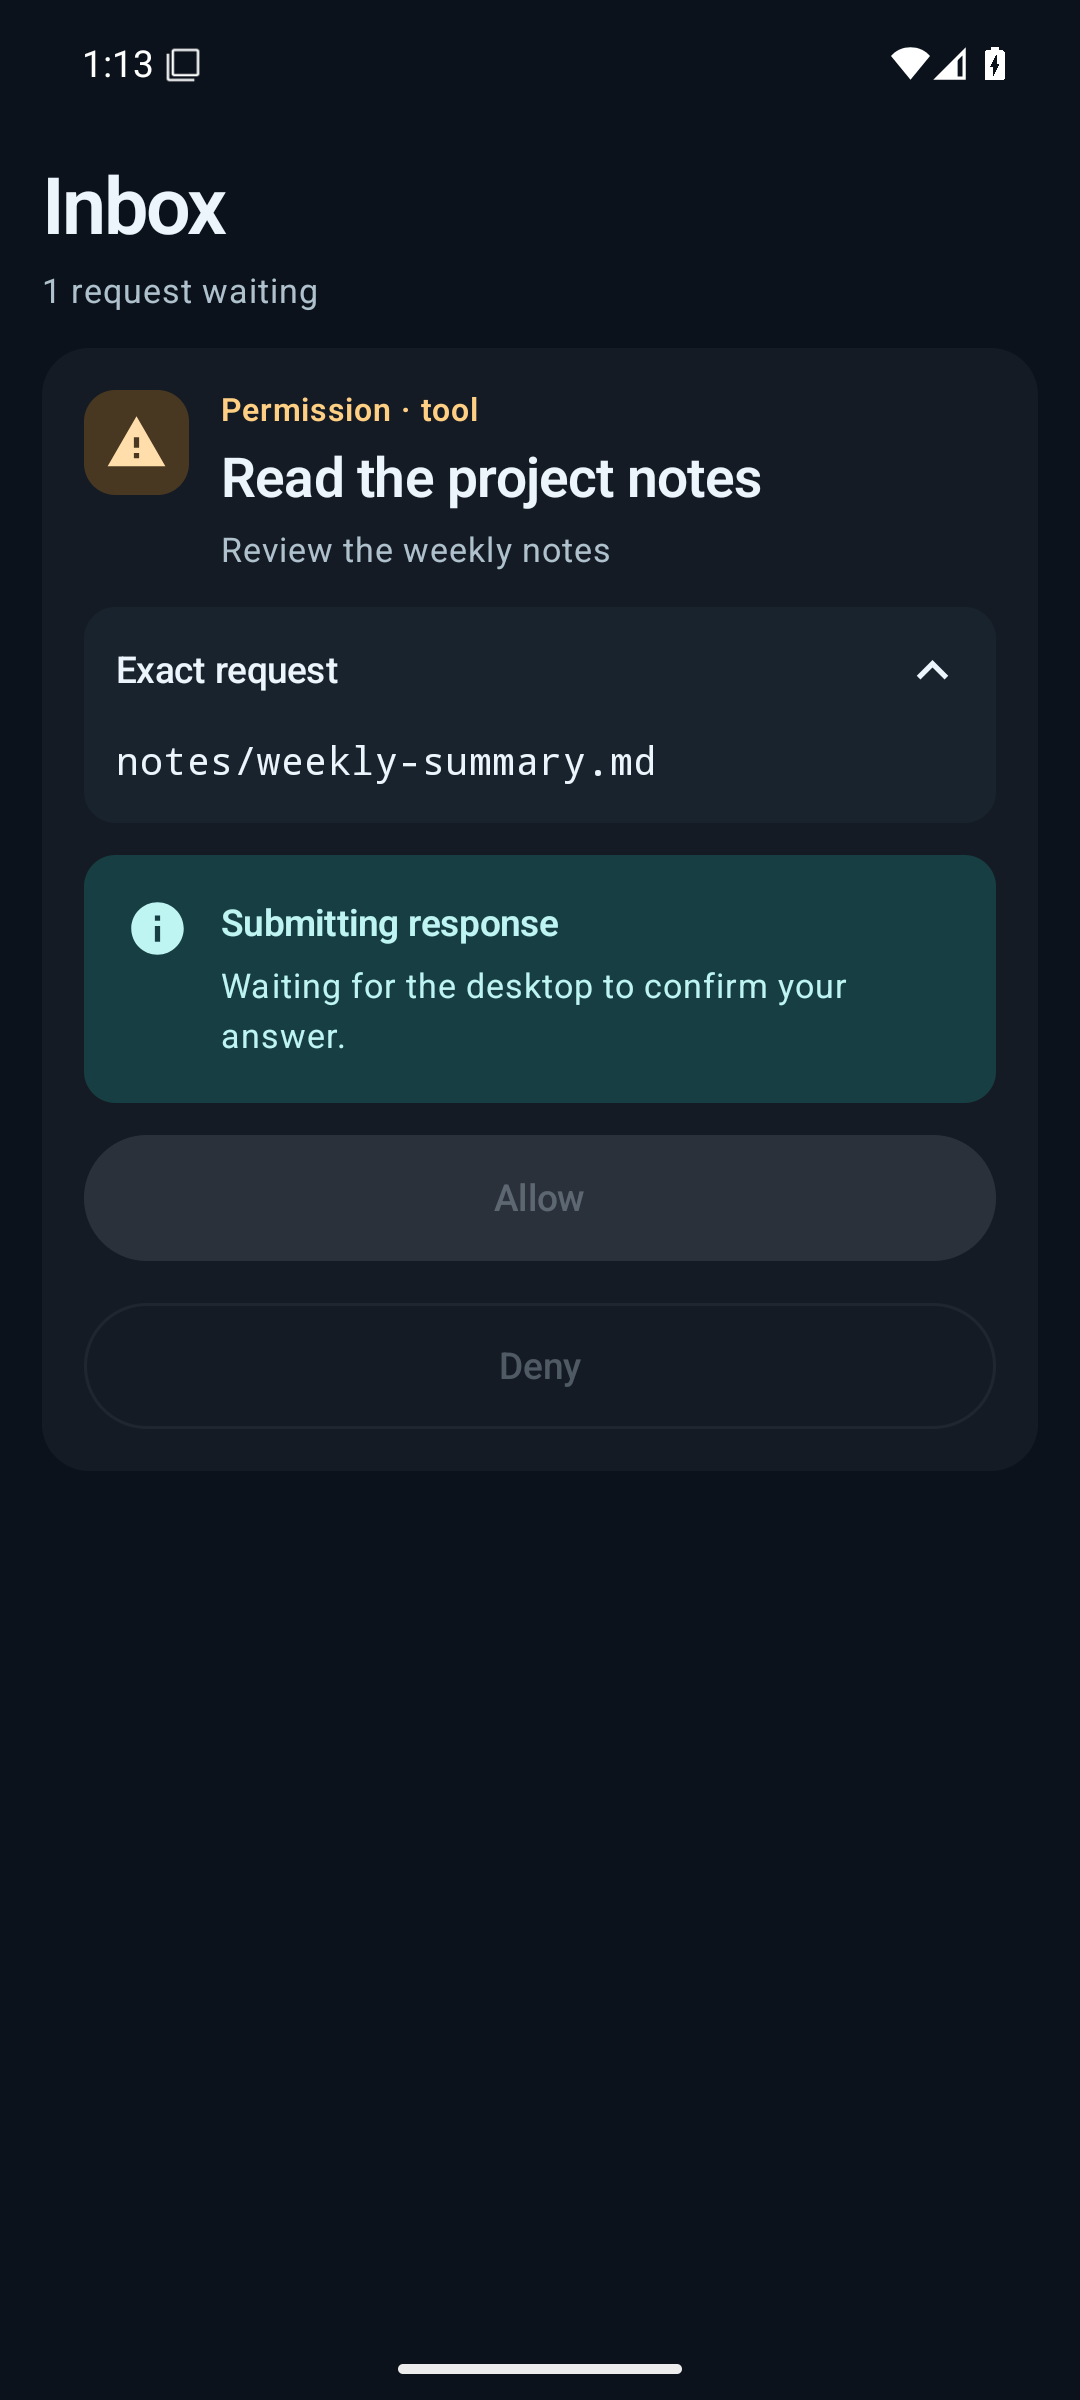 1:13
Inbox
1 request waiting
Permission · tool
Read the project notes
Review the weekly notes
Exact request
notes/weekly-summary.md
Submitting response
Waiting for the desktop to confirm your
answer.
Allow
Deny